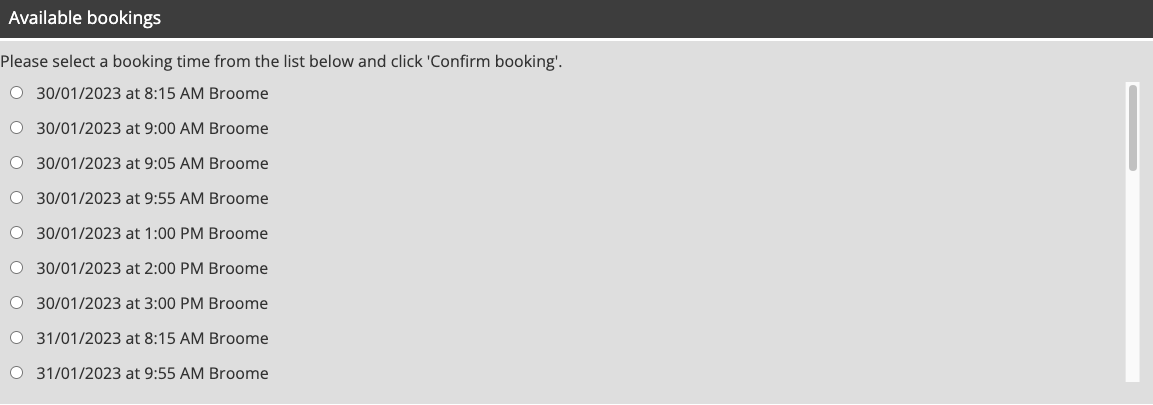 Available bookings
Please select a booking time from the list below and click 'Confirm booking'.
30/01/2023 at 8:15 AM Broome
30/01/2023 at 9:00 AM Broome
30/01/2023 at 9:05 AM Broome
30/01/2023 at 9:55 AM Broome
30/01/2023 at 1:00 PM Broome
30/01/2023 at 2:00 PM Broome
30/01/2023 at 3:00 PM Broome
31/01/2023 at 8:15 AM Broome
31/01/2023 at 9:55 AM Broome